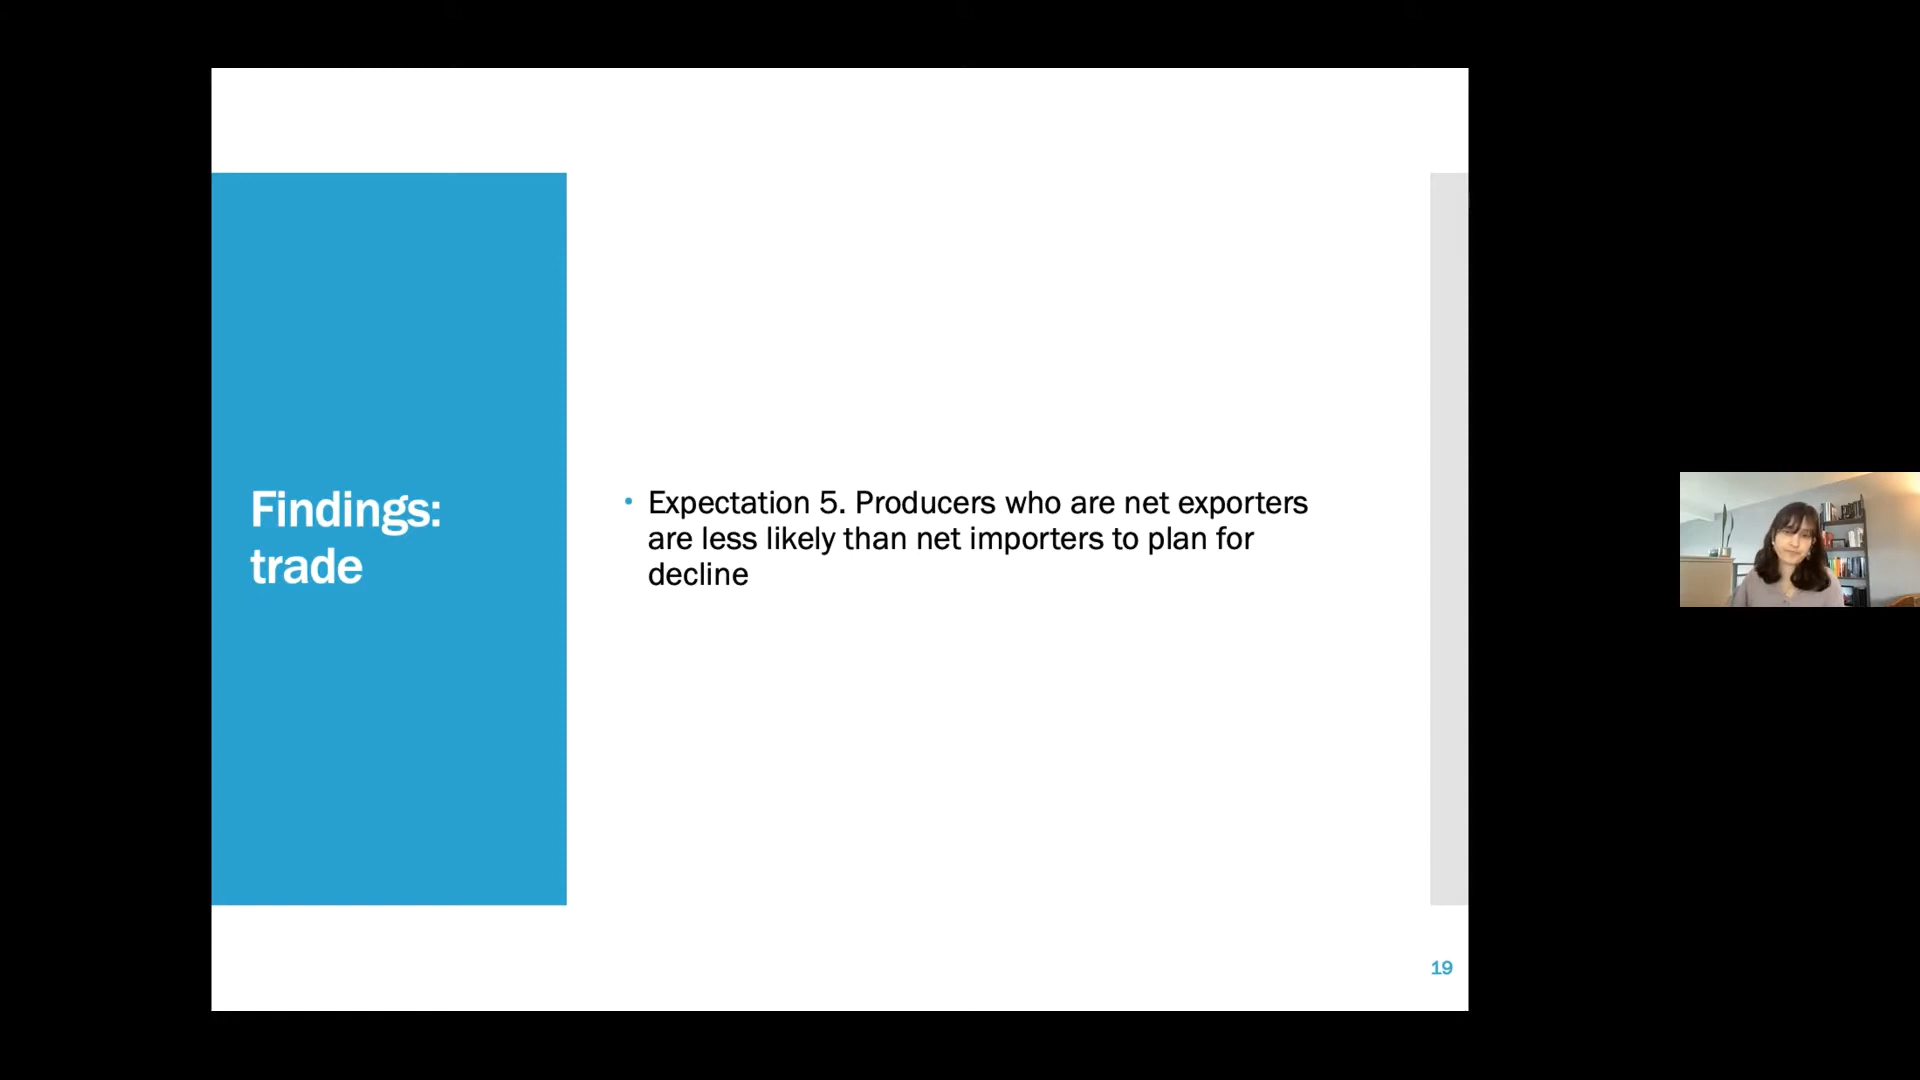 Findings:
trade
• Expectation 5. Producers who are net exporters
are less likely than net importers to plan for
decline
19